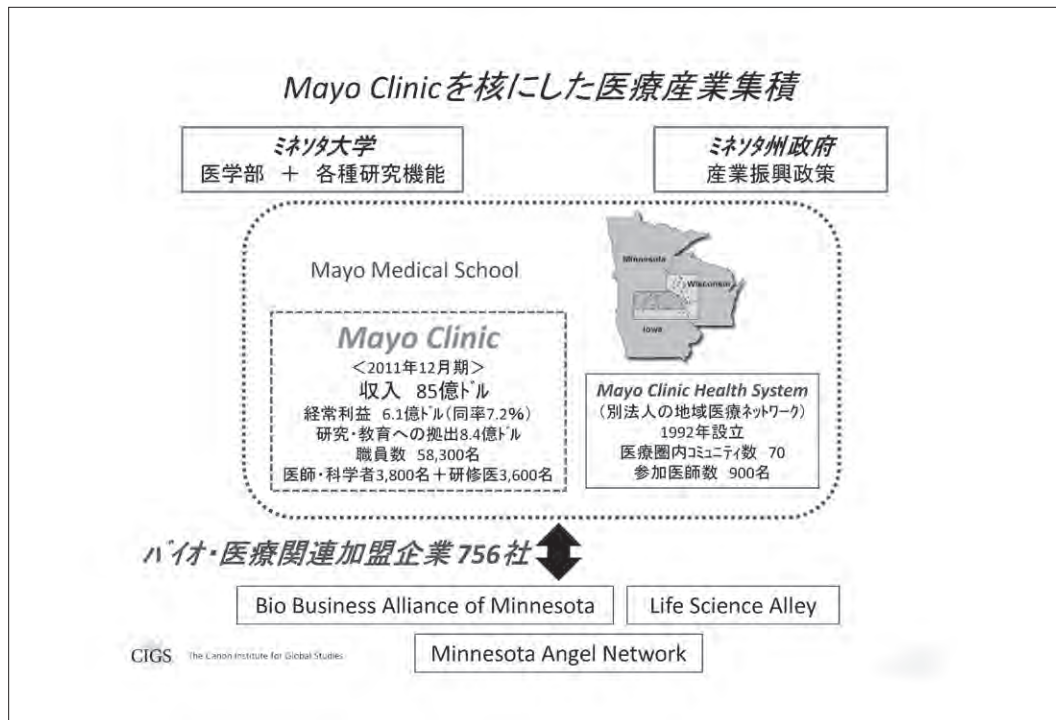 Mayo Clinicを核にした医療産業集積
ﾐﾈｿﾀ大学
医学部 ＋ 各種研究機能
ﾐﾈｿﾀ州政府
産業振興政策
Mayo Medical School
Minnesota
Wisconsin
Iowa
Mayo Clinic
＜2011年12月期＞
収入 85億ﾄﾞﾙ
経常利益 6.1億ﾄﾞﾙ(同率7.2%)
研究・教育への拠出8.4億ﾄﾞﾙ
職員数 58,300名
医師・科学者3,800名＋研修医3,600名
Mayo Clinic Health System
（別法人の地域医療ネットワーク）
1992年設立
医療圏内ｺﾐｭﾆﾃｨ数 70
参加医師数 900名
ﾊﾞｲｵ・医療関連加盟企業 756社
Bio Business Alliance of Minnesota
Life Science Alley
Minnesota Angel Network
CIGS The Canon Institute for Global Studies